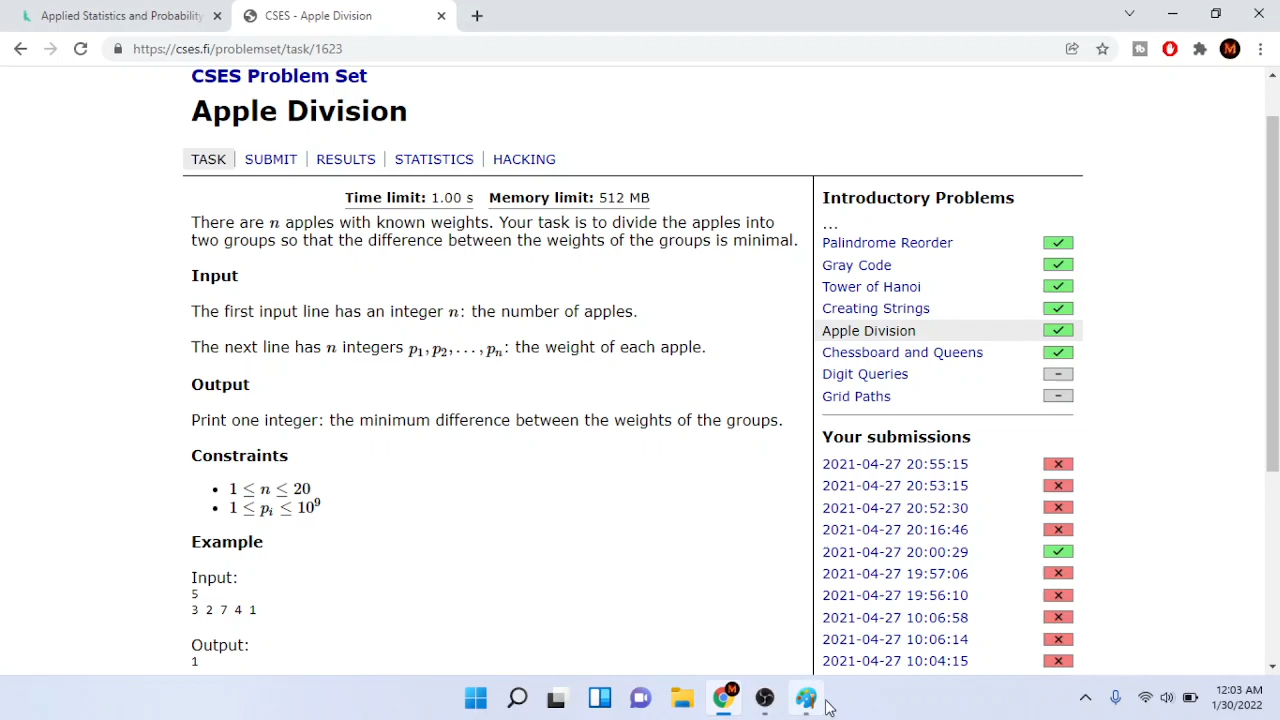 Applied Statistics and Probability
CSES - Apple Division
https://cses.fi/problemset/task/1623
CSES Problem Set
Apple Division
TASK
SUBMIT
RESULTS
STATISTICS
HACKING
Time limit: 1.00 s Memory limit: 512 MB
There are n apples with known weights. Your task is to divide the apples into
two groups so that the difference between the weights of the groups is minimal.
Input
The first input line has an integer n: the number of apples.
The next line has n integers p1, p2, . . . , pn: the weight of each apple.
Output
Print one integer: the minimum difference between the weights of the groups.
Constraints
• 1 ≤ n ≤ 20
• 1 ≤ pi ≤ 10^9
Example
Input:
5
3 2 7 4 1
Output:
1
Introductory Problems
...
Palindrome Reorder
Gray Code
Tower of Hanoi
Creating Strings
Apple Division
Chessboard and Queens
Digit Queries
Grid Paths
Your submissions
2021-04-27 20:55:15
2021-04-27 20:53:15
2021-04-27 20:52:30
2021-04-27 20:16:46
2021-04-27 20:00:29
2021-04-27 19:57:06
2021-04-27 19:56:10
2021-04-27 10:06:58
2021-04-27 10:06:14
2021-04-27 10:04:15
12:03 AM
1/30/2022